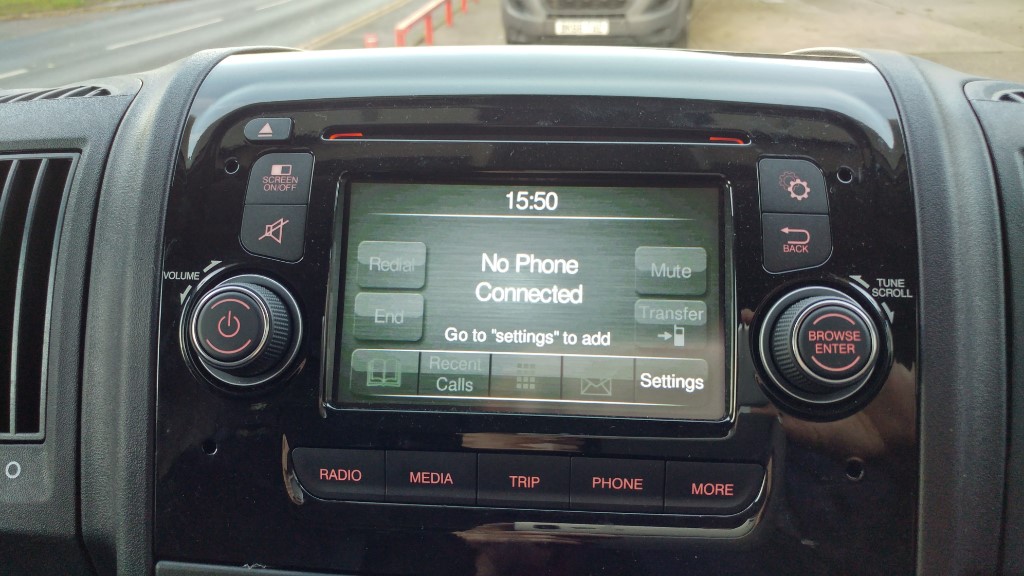 SCREEN
ON/OFF
VOLUME
15:50
Redial
No Phone
Connected
Mute
End
Transfer
Go to "settings" to add
Recent
Calls
Settings
BACK
TUNE
SCROLL
BROWSE
ENTER
RADIO
MEDIA
TRIP
PHONE
MORE